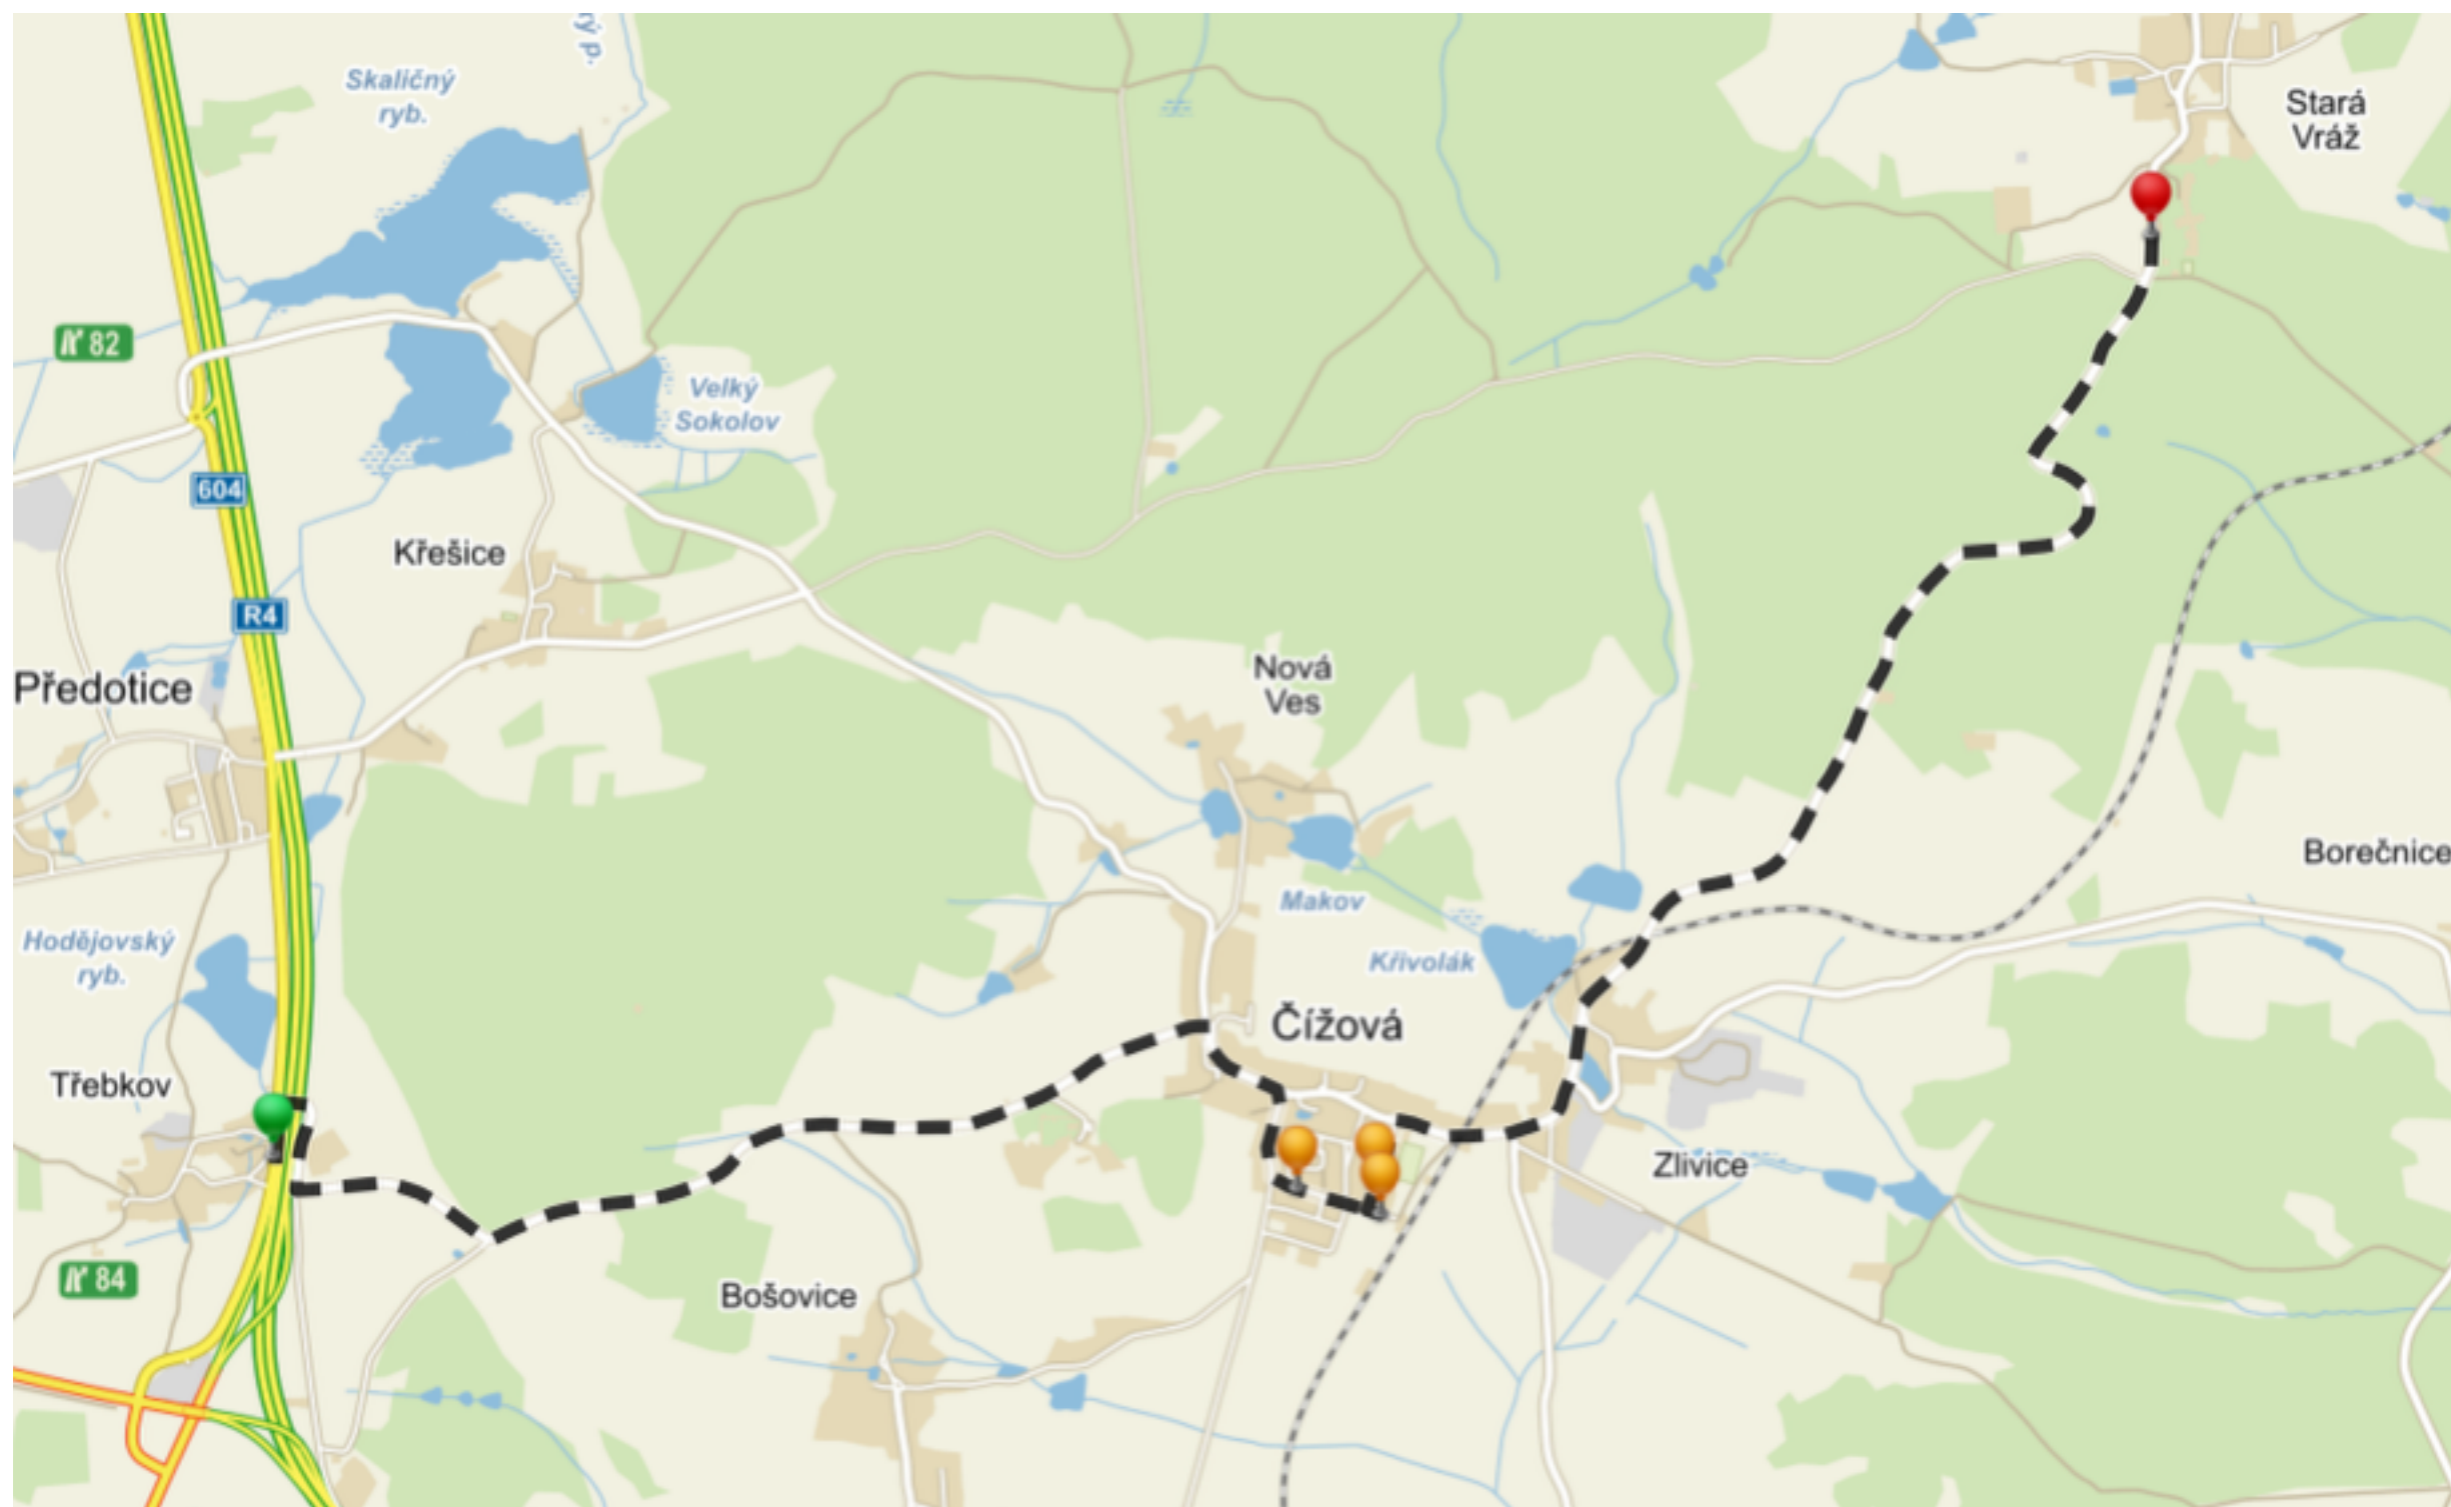 ý p.
Skaličný
ryb.
Stará
Vráž
82
Velký
Sokolov
604
Křešice
R4
Nová
Ves
Předotice
Borečnice
Makov
Hodějovský
ryb.
Křivolák
Čížová
Třebkov
Zlivice
84
Bošovice